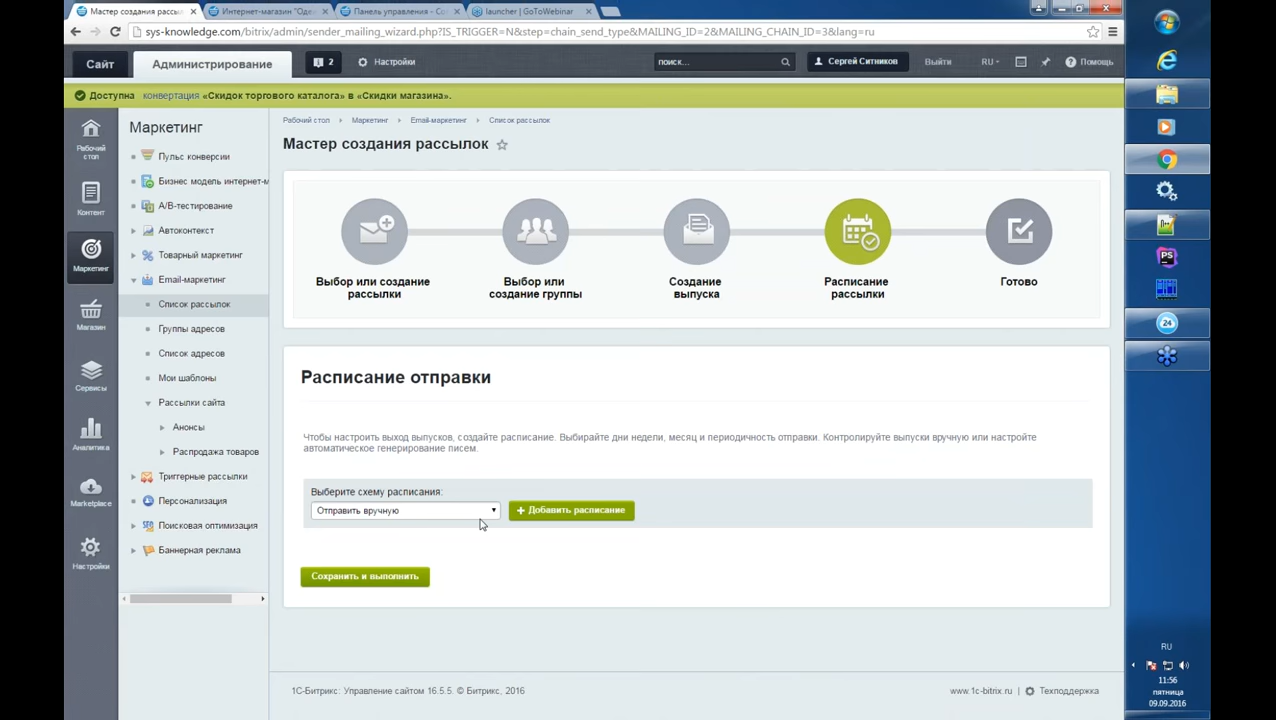 Мастер создания рассыл
Интернет-магазин "Оде
Панель управления - Со
launcher | GoToWebinar
sys-knowledge.com/bitrix/admin/sender_mailing_wizard.php?IS_TRIGGER=N&step=chain_send_type&MAILING_ID=2&MAILING_CHAIN_ID=3&lang=ru
Сайт
Администрирование
2
Настройки
поиск...
Сергей Ситников
Выйти
RU
Помощь
Доступна конвертация «Скидок торгового каталога» в «Скидки магазина».
Рабочий стол
Контент
Маркетинг
Магазин
Сервисы
Аналитика
Marketplace
Настройки
Маркетинг
Пульс конверсии
Бизнес модель интернет-м
A/B-тестирование
Автоконтекст
Товарный маркетинг
Email-маркетинг
Список рассылок
Группы адресов
Список адресов
Мои шаблоны
Рассылки сайта
Анонсы
Распродажа товаров
Триггерные рассылки
Персонализация
Поисковая оптимизация
Баннерная реклама
Рабочий стол Маркетинг Email-маркетинг Список рассылок
Мастер создания рассылок
Выбор или создание
рассылки
Выбор или
создание группы
Создание
выпуска
Расписание
рассылки
Готово
Расписание отправки
Чтобы настроить выход выпусков, создайте расписание. Выбирайте дни недели, месяц и периодичность отправки. Контролируйте выпуски вручную или настройте
автоматическое генерирование писем.
Выберите схему расписания:
Отправить вручную
+ Добавить расписание
Сохранить и выполнить
1С-Битрикс: Управление сайтом 16.5.5. © Битрикс, 2016
www.1c-bitrix.ru
Техподдержка
PS
24
RU
11:56
пятница
09.09.2016